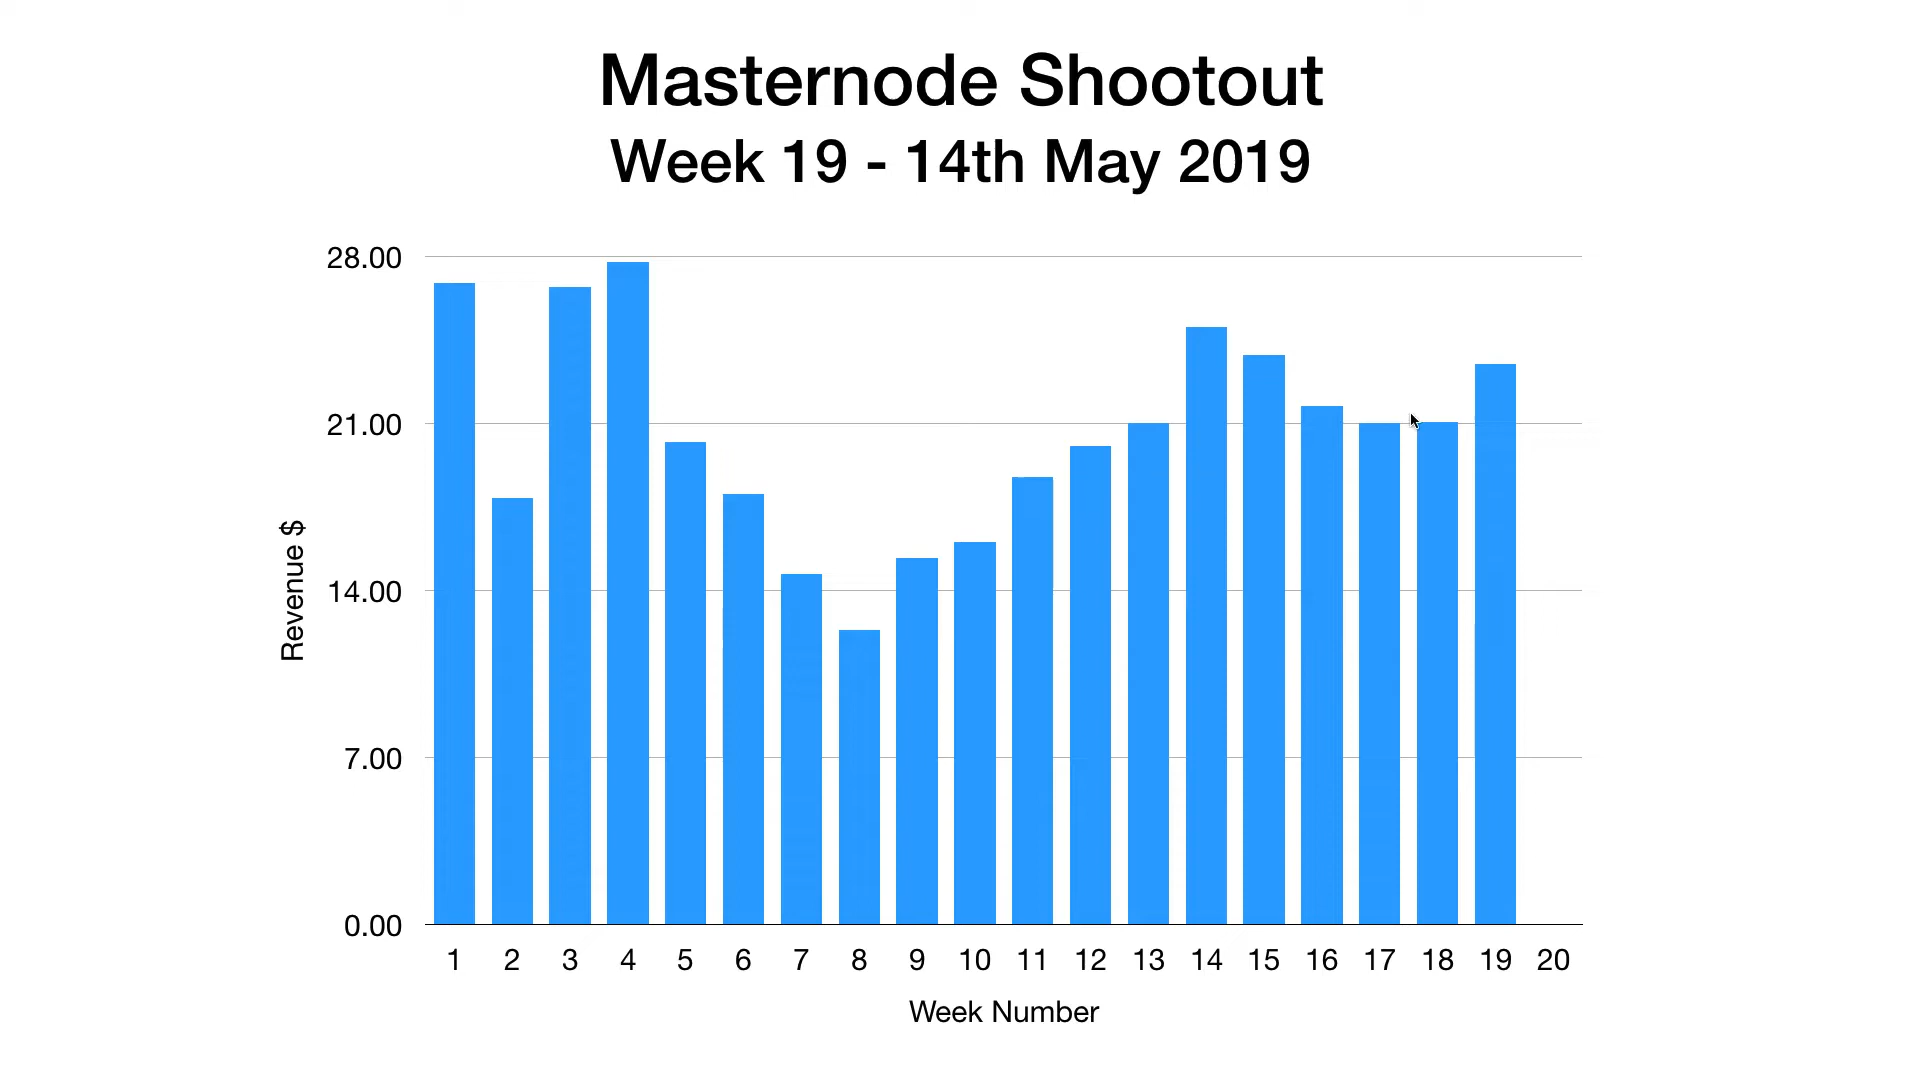 Masternode Shootout
Week 19 - 14th May 2019
28.00
21.00
14.00
7.00
0.00
Revenue $
1 2 3 4 5 6 7 8 9 10 11 12 13 14 15 16 17 18 19 20
Week Number